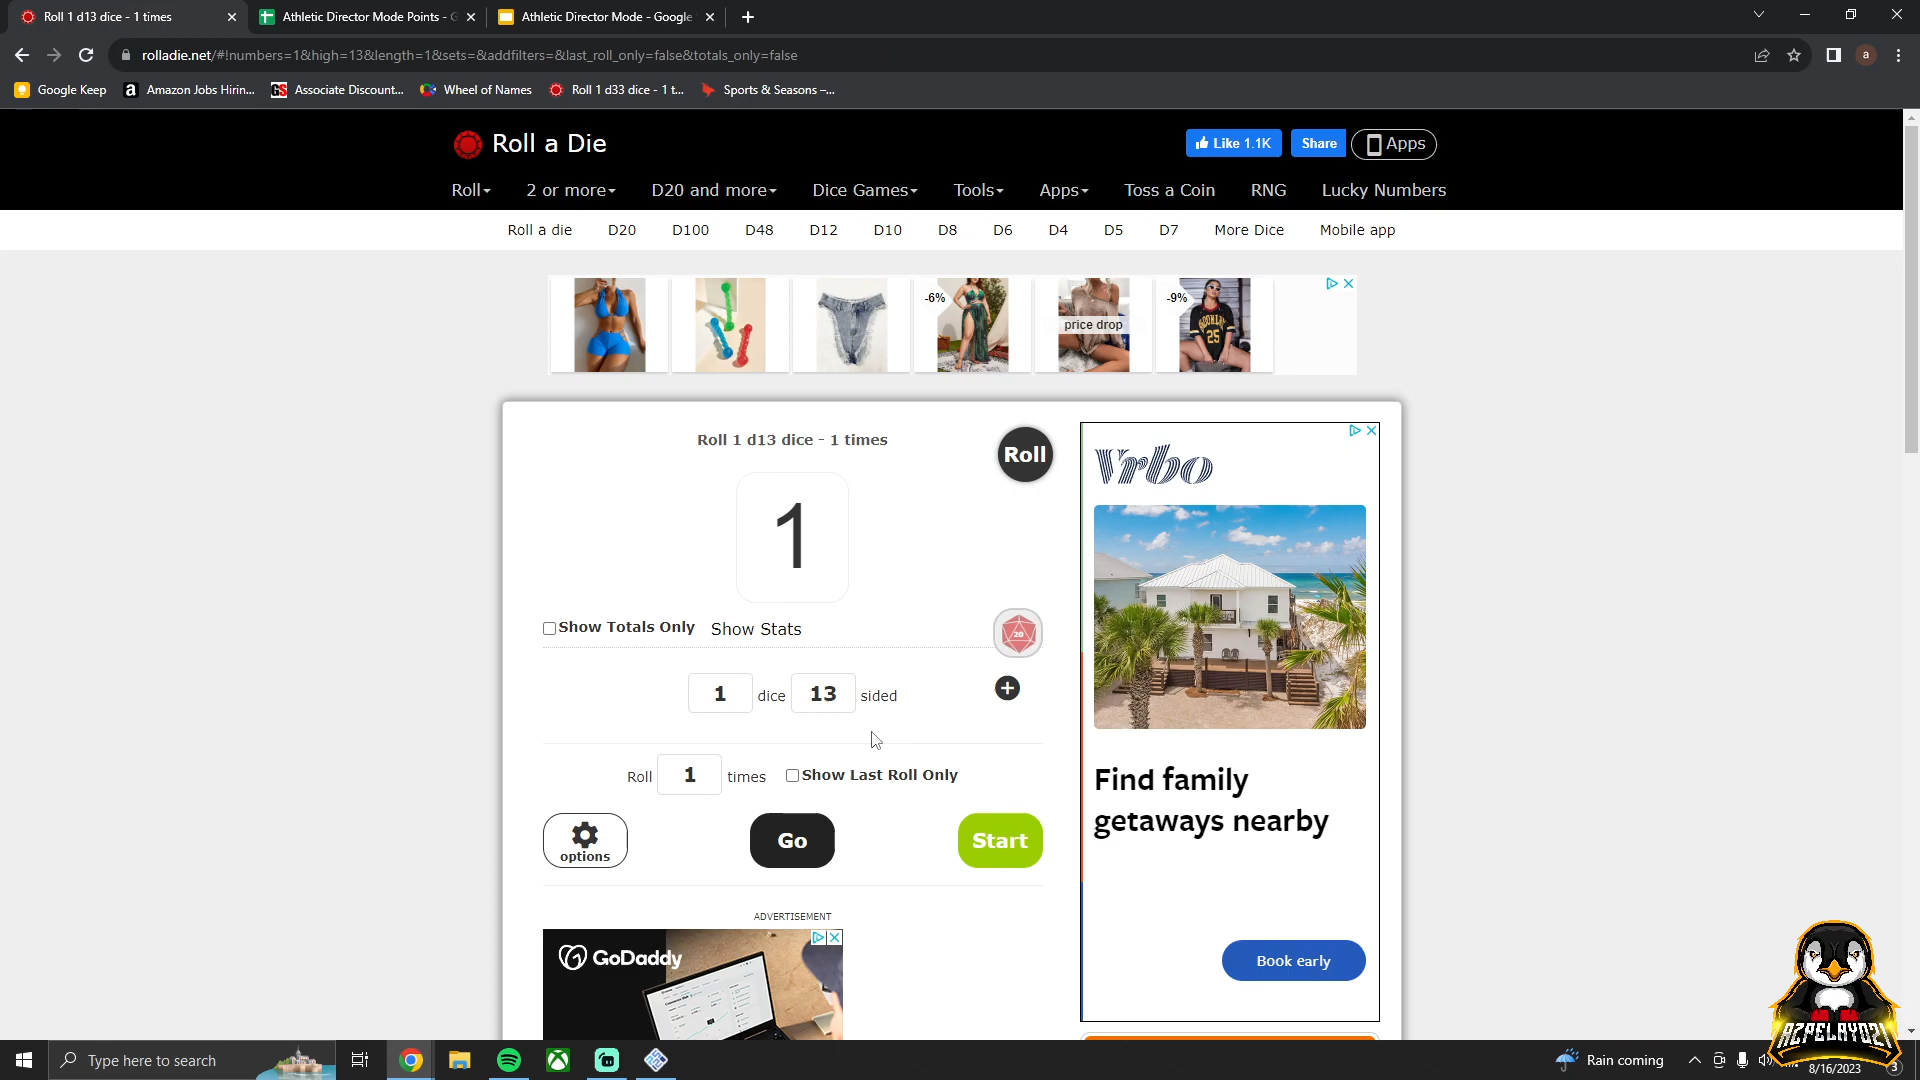 Roll 1 d13 dice - 1 times
Athletic Director Mode Points - G
Athletic Director Mode - Google
rolladie.net/#!numbers=1&high=13&length=1&sets=&addfilters=&last_roll_only=false&totals_only=false
a
Google Keep
Amazon Jobs Hirin...
Associate Discount...
Wheel of Names
Roll 1 d33 dice - 1 t...
Sports & Seasons –...
Roll a Die
Like 1.1K
Share
Apps
Roll
2 or more
D20 and more
Dice Games
Tools
Apps
Toss a Coin
RNG
Lucky Numbers
Roll a die
D20
D100
D48
D12
D10
D8
D6
D4
D5
D7
More Dice
Mobile app
-6%
price drop
-9%
25
Roll 1 d13 dice - 1 times
Roll
1
Show Totals Only
Show Stats
20
1 dice 13 sided
Roll 1 times
Show Last Roll Only
options
Go
Start
ADVERTISEMENT
GoDaddy
Vrbo
Find family
getaways nearby
Book early
AZPELAYO21
Type here to search
Rain coming
8/16/2023
3